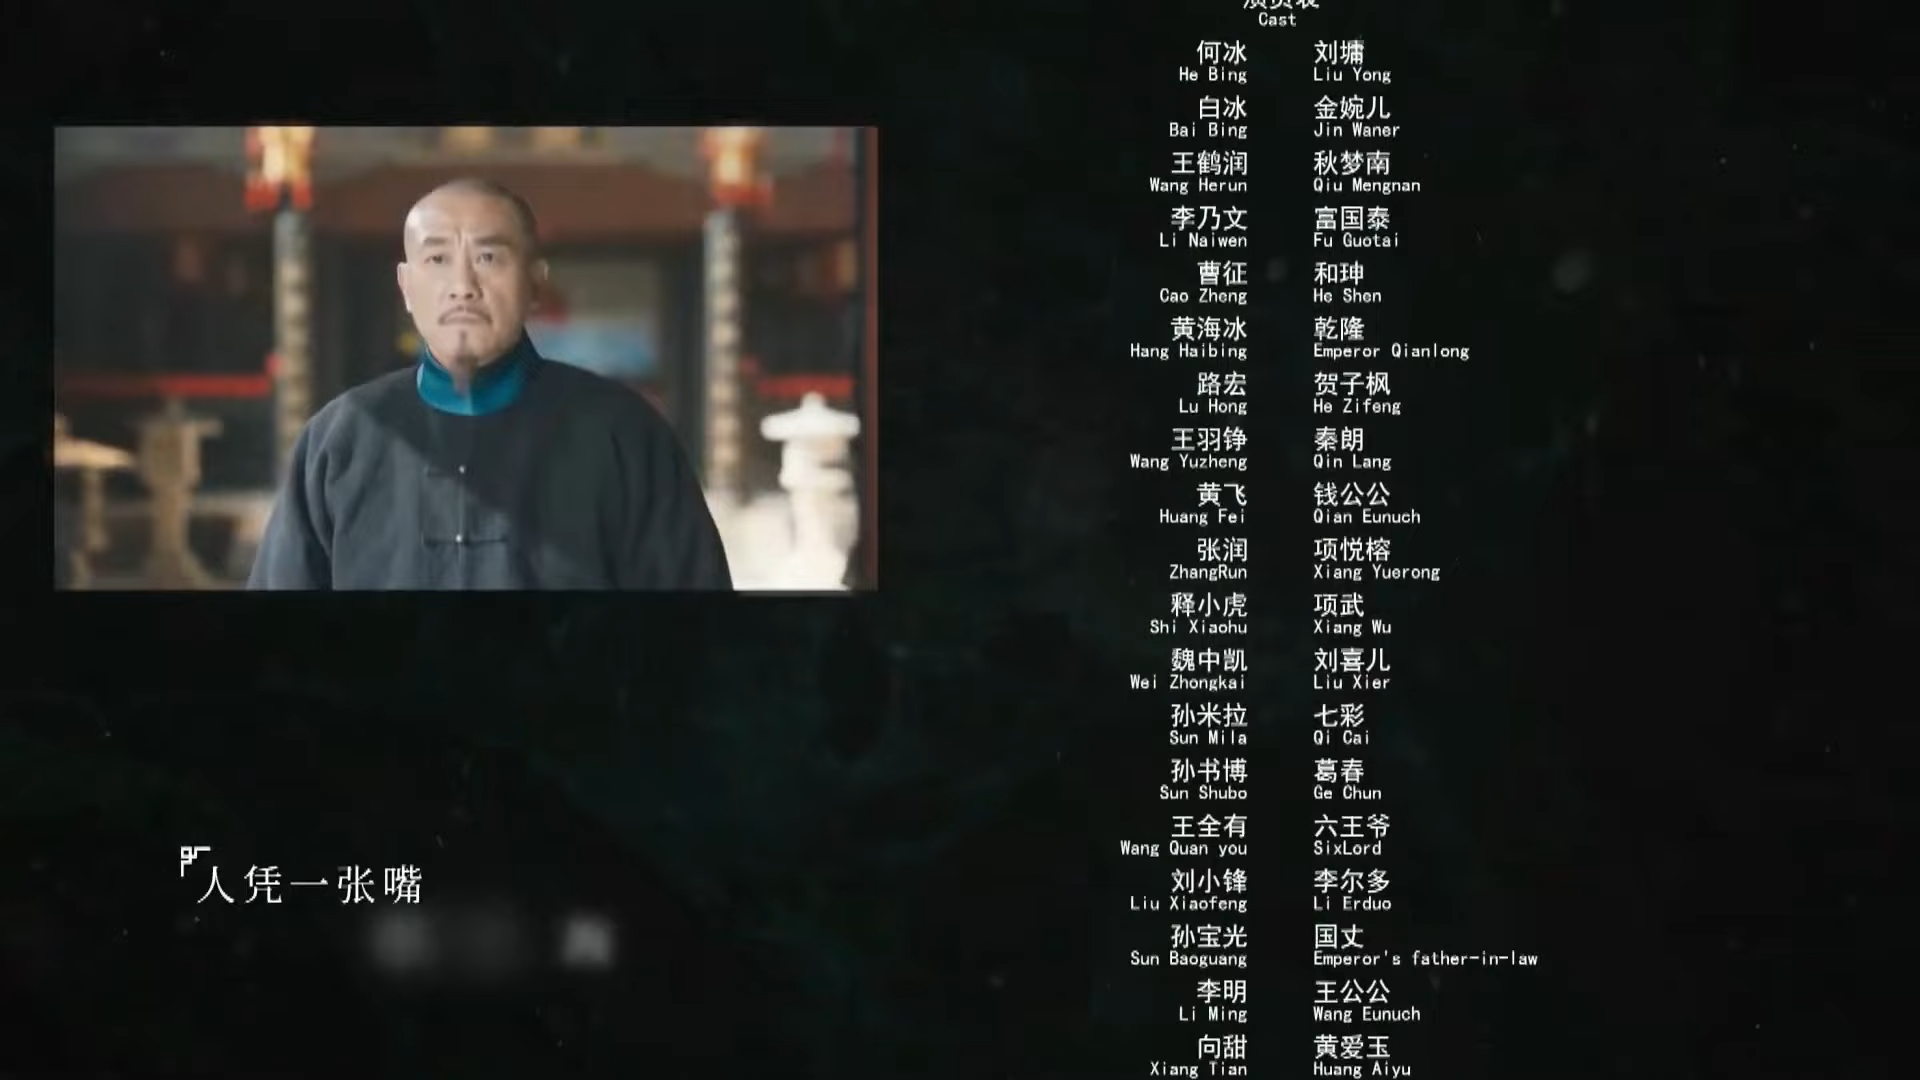 演员表
Cast
何冰 刘墉
He Bing Liu Yong
白冰 金婉儿
Bai Bing Jin Waner
王鹤润 秋梦南
Wang Herun Qiu Mengnan
李乃文 富国泰
Li Naiwen Fu Guotai
曹征 和珅
Cao Zheng He Shen
黄海冰 乾隆
Hang Haibing Emperor Qianlong
路宏 贺子枫
Lu Hong He Zifeng
王羽铮 秦朗
Wang Yuzheng Qin Lang
黄飞 钱公公
Huang Fei Qian Eunuch
张润 项悦榕
ZhangRun Xiang Yuerong
释小虎 项武
Shi Xiaohu Xiang Wu
魏中凯 刘喜儿
Wei Zhongkai Liu Xier
孙米拉 七彩
Sun Mila Qi Cai
孙书博 葛春
Sun Shubo Ge Chun
王全有 六王爷
Wang Quan you SixLord
刘小锋 李尔多
Liu Xiaofeng Li Erduo
孙宝光 国丈
Sun Baoguang Emperor's father-in-law
李明 王公公
Li Ming Wang Eunuch
向甜 黄爱玉
Xiang Tian Huang Aiyu
人凭一张嘴